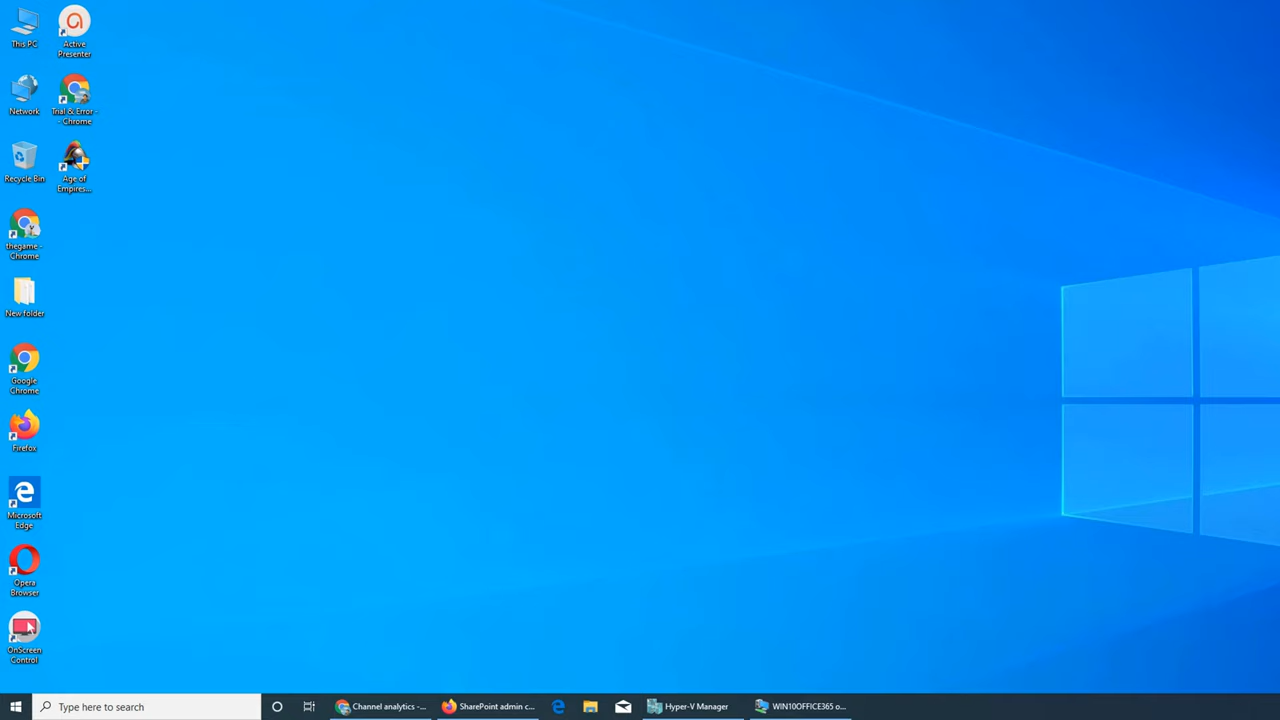 This PC
Active
Presenter
Network
Trial & Error -
- Chrome
Recycle Bin
Age of
Empires...
thegame -
Chrome
New folder
Google
Chrome
Firefox
Microsoft
Edge
Opera
Browser
OnScreen
Control
Type here to search
Channel analytics -...
SharePoint admin c...
Hyper-V Manager
WIN10OFFICE365 o...